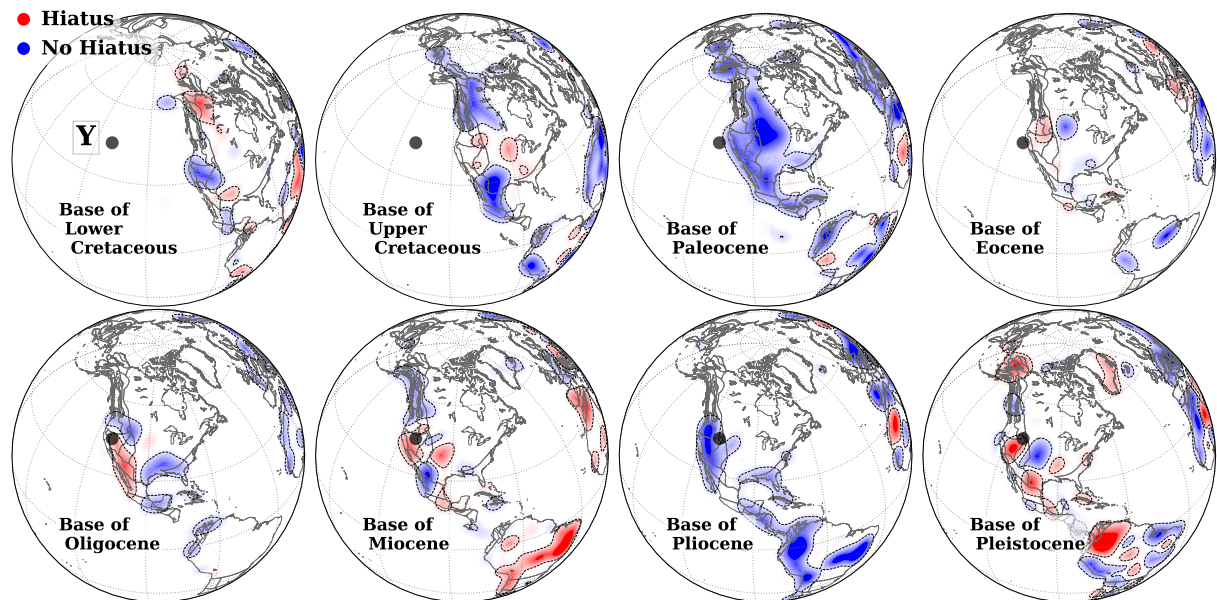 Hiatus
No Hiatus
Y
Base of
Lower
Cretaceous
Base of
Upper
Cretaceous
Base of
Paleocene
Base of
Eocene
Base of
Oligocene
Base of
Miocene
Base of
Pliocene
Base of
Pleistocene